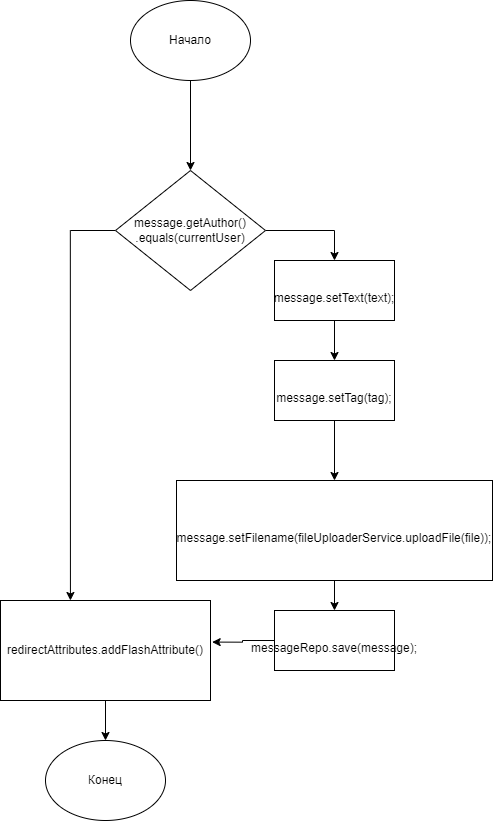 Начало
message.getAuthor()
.equals(currentUser)
message.setText(text);
message.setTag(tag);
message.setFilename(fileUploaderService.uploadFile(file));
messageRepo.save(message);
redirectAttributes.addFlashAttribute()
Конец